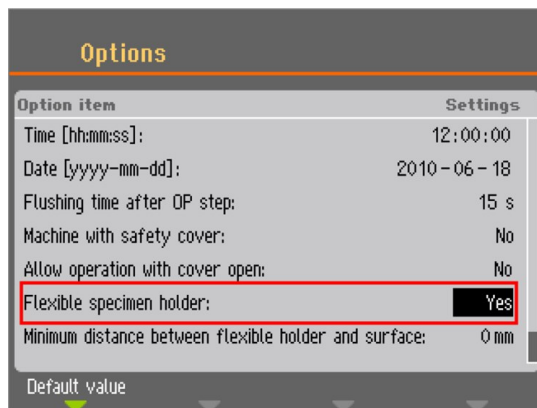 Options
Option item Settings
Time [hh:mm:ss]: 12:00:00
Date [yyyy-mm-dd]: 2010-06-18
Flushing time after OP step: 15 s
Machine with safety cover: No
Allow operation with cover open: No
Flexible specimen holder: Yes
Minimum distance between flexible holder and surface: 0 mm
Default value